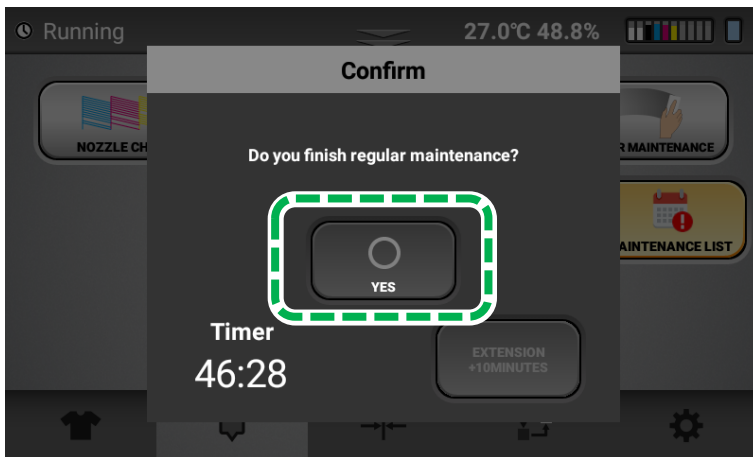 Running
27.0℃ 48.8%
Confirm
NOZZLE CH
R MAINTENANCE
Do you finish regular maintenance?
AINTENANCE LIST
YES
Timer
46:28
EXTENSION
+10MINUTES